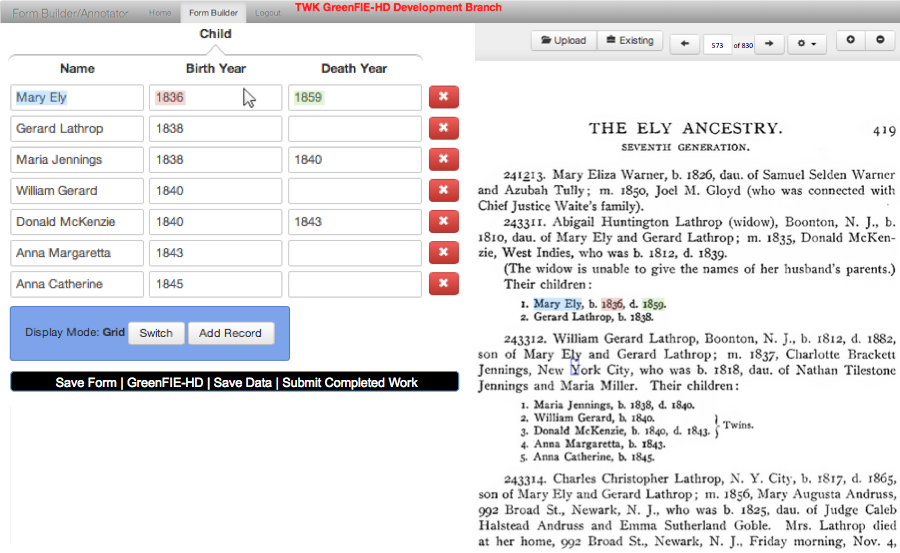 Form Builder/Annotator Home Form Builder Logout TWK GreenFIE-HD Development Branch
Child
Name Birth Year Death Year
Mary Ely 1836 1859
Gerard Lathrop 1838
Maria Jennings 1838 1840
William Gerard 1840
Donald McKenzie 1840 1843
Anna Margaretta 1843
Anna Catherine 1845
Display Mode: Grid Switch Add Record
Save Form | GreenFIE-HD | Save Data | Submit Completed Work
Upload Existing 573 of 830
THE ELY ANCESTRY. 419
SEVENTH GENERATION.
241213. Mary Eliza Warner, b. 1826, dau. of Samuel Selden Warner
and Azubah Tully; m. 1850, Joel M. Gloyd (who was connected with
Chief Justice Waite's family).
243311. Abigail Huntington Lathrop (widow), Boonton, N. J., b.
1810, dau. of Mary Ely and Gerard Lathrop; m. 1835, Donald McKen-
zie, West Indies, who was b. 1812, d. 1839.
(The widow is unable to give the names of her husband's parents.)
Their children:
1. Mary Ely, b. 1836, d. 1859.
2. Gerard Lathrop, b. 1838.
243312. William Gerard Lathrop, Boonton, N. J., b. 1812, d. 1882,
son of Mary Ely and Gerard Lathrop; m. 1837, Charlotte Brackett
Jennings, New York City, who was b. 1818, dau. of Nathan Tilestone
Jennings and Maria Miller. Their children:
1. Maria Jennings, b. 1838, d. 1840.
2. William Gerard, b. 1840.
3. Donald McKenzie, b. 1840, d. 1843. } Twins.
4. Anna Margaretta, b. 1843.
5. Anna Catherine, b. 1845.
243314. Charles Christopher Lathrop, N. Y. City, b. 1817, d. 1865,
son of Mary Ely and Gerard Lathrop; m. 1856, Mary Augusta Andruss,
992 Broad St., Newark, N. J., who was b. 1825, dau. of Judge Caleb
Halstead Andruss and Emma Sutherland Goble. Mrs. Lathrop died
at her home, 992 Broad St., Newark, N. J., Friday morning, Nov. 4,